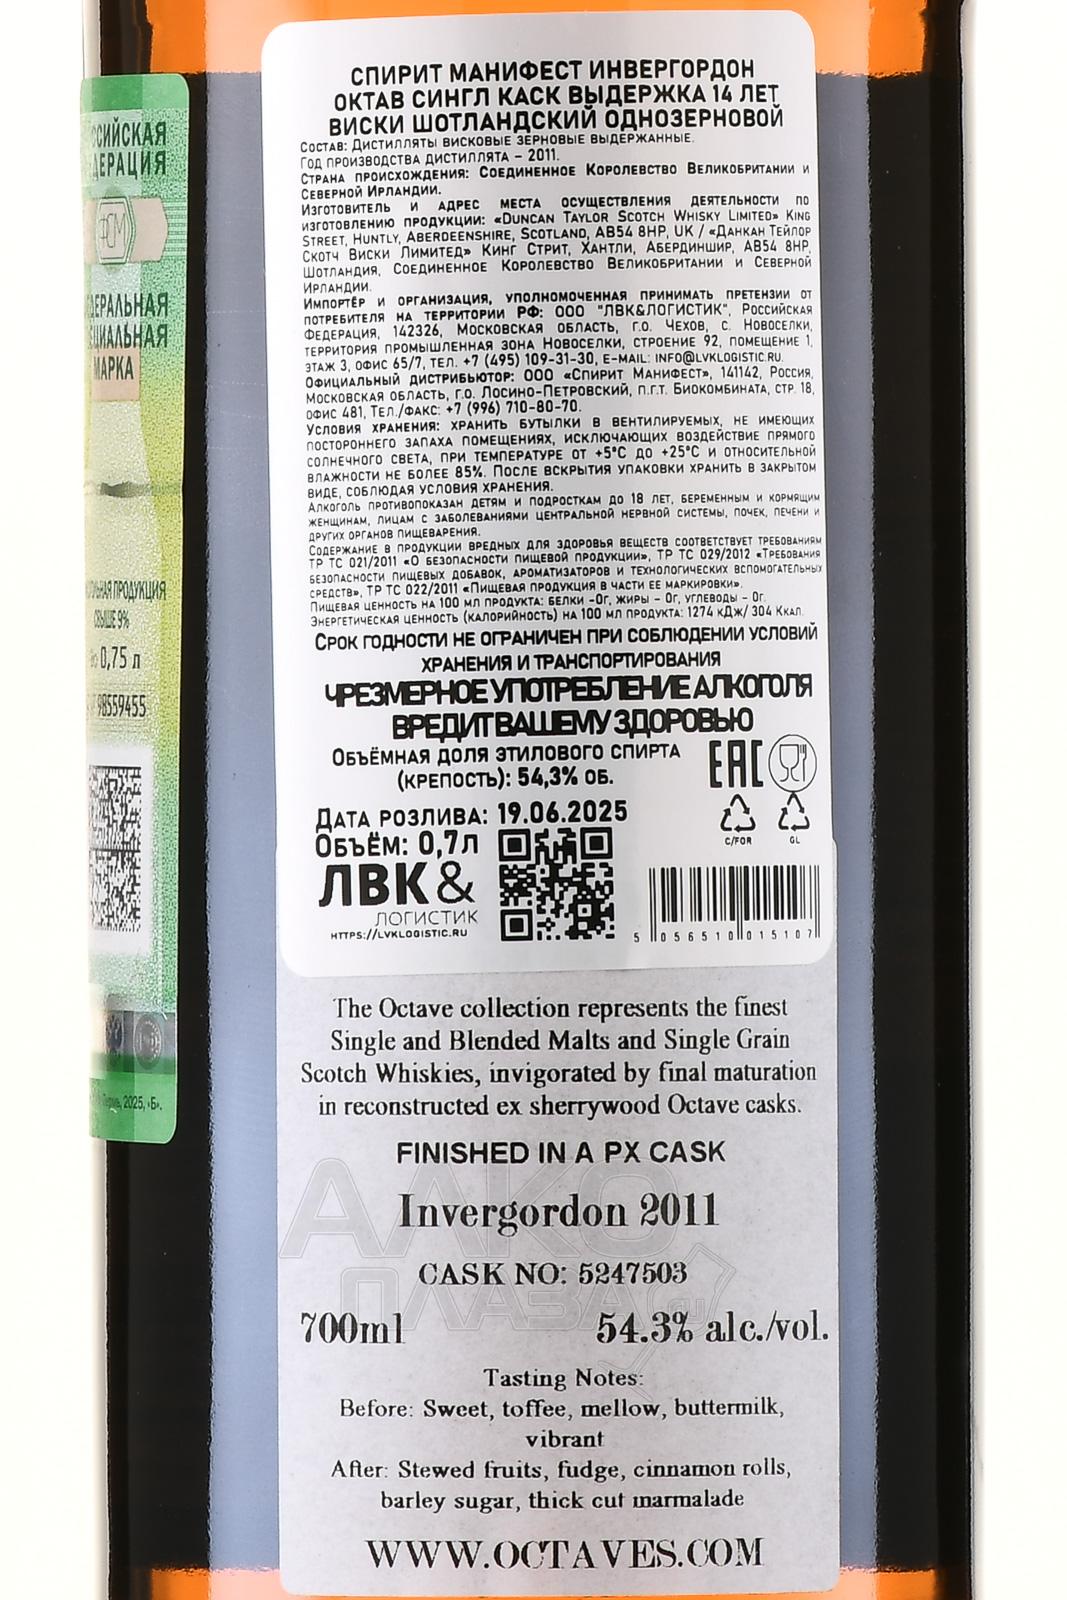 СПИРИТ МАНИФЕСТ ИНВЕРГОРДОН
ОКТАВ СИНГЛ КАСК ВЫДЕРЖКА 14 ЛЕТ
ВИСКИ ШОТЛАНДСКИЙ ОДНОЗЕРНОВОЙ
Состав: Дистилляты висковые зерновые выдержанные.
Год производства дистиллята – 2011.
Страна происхождения: Соединенное Королевство Великобритании и
Северной Ирландии.
Изготовитель и адрес места осуществления деятельности по
изготовлению продукции: «Duncan Taylor Scotch Whisky Limited» King
Street, Huntly, Aberdeenshire, Scotland, AB54 8HP, UK / «Данкан Тейлор
Скотч Виски Лимитед» Кинг Стрит, Хантли, Абердиншир, AB54 8HP,
Шотландия, Соединенное Королевство Великобритании и Северной
Ирландии.
Импортёр и организация, уполномоченная принимать претензии от
потребителя на территории РФ: ООО "ЛВК&ЛОГИСТИК", Российская
Федерация, 142326, Московская область, г.о. Чехов, с. Новоселки,
территория промышленная зона Новоселки, строение 92, помещение 1,
этаж 3, офис 65/7, тел. +7 (495) 109-31-30, e-mail: info@lvklogistic.ru.
Официальный дистрибьютор: ООО «Спирит Манифест», 141142, Россия,
Московская область, г.о. Лосино-Петровский, п.г.т. Биокомбината, стр. 18,
офис 481, Тел./факс: +7 (996) 710-80-70.
Условия хранения: хранить бутылки в вентилируемых, не имеющих
постороннего запаха помещениях, исключающих воздействие прямого
солнечного света, при температуре от +5°С до +25°С и относительной
влажности не более 85%. После вскрытия упаковки хранить в закрытом
виде, соблюдая условия хранения.
Алкоголь противопоказан детям и подросткам до 18 лет, беременным и кормящим
женщинам, лицам с заболеваниями центральной нервной системы, почек, печени и
других органов пищеварения.
Содержание в продукции вредных для здоровья веществ соответствует требованиям
ТР ТС 021/2011 «О безопасности пищевой продукции», ТР ТС 029/2012 «Требования
безопасности пищевых добавок, ароматизаторов и технологических вспомогательных
средств», ТР ТС 022/2011 «Пищевая продукция в части ее маркировки».
Пищевая ценность на 100 мл продукта: белки -0г, жиры – 0г, углеводы – 0г.
Энергетическая ценность (калорийность) на 100 мл продукта: 1274 кДж/ 304 Ккал.
Срок годности не ограничен при соблюдении условий
хранения и транспортирования
ЧРЕЗМЕРНОЕ УПОТРЕБЛЕНИЕ АЛКОГОЛЯ
ВРЕДИТ ВАШЕМУ ЗДОРОВЬЮ
Объёмная доля этилового спирта
(крепость): 54,3% об.
EAC
Дата розлива: 19.06.2025
Объём: 0,7л
C/FOR
GL
ЛВК&
ЛОГИСТИК
HTTPS://LVKLOGISTIC.RU
5 056510 015107
The Octave collection represents the finest
Single and Blended Malts and Single Grain
Scotch Whiskies, invigorated by final maturation
in reconstructed ex sherrywood Octave casks.
FINISHED IN A PX CASK
Invergordon 2011
CASK NO: 5247503
700ml 54.3% alc./vol.
Tasting Notes:
Before: Sweet, toffee, mellow, buttermilk,
vibrant
After: Stewed fruits, fudge, cinnamon rolls,
barley sugar, thick cut marmalade
WWW.OCTAVES.COM
АЛКО
ПЛАЗА
.ru
МАРКА
СВЫШЕ 9%
0,75 л
98559455
2025, «Б».